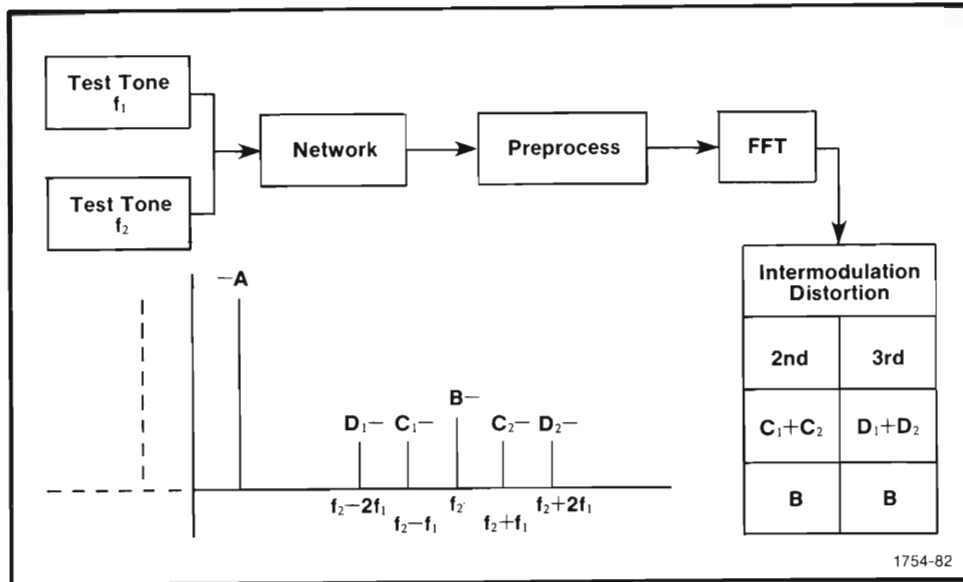 Test Tone
f₁
Test Tone
f₂
Network
Preprocess
FFT
Intermodulation
Distortion
2nd 3rd
C₁+C₂ D₁+D₂
B B
–A
D₁– C₁– B– C₂– D₂–
f₂–2f₁ f₂–f₁ f₂ f₂+f₁ f₂+2f₁
1754-82